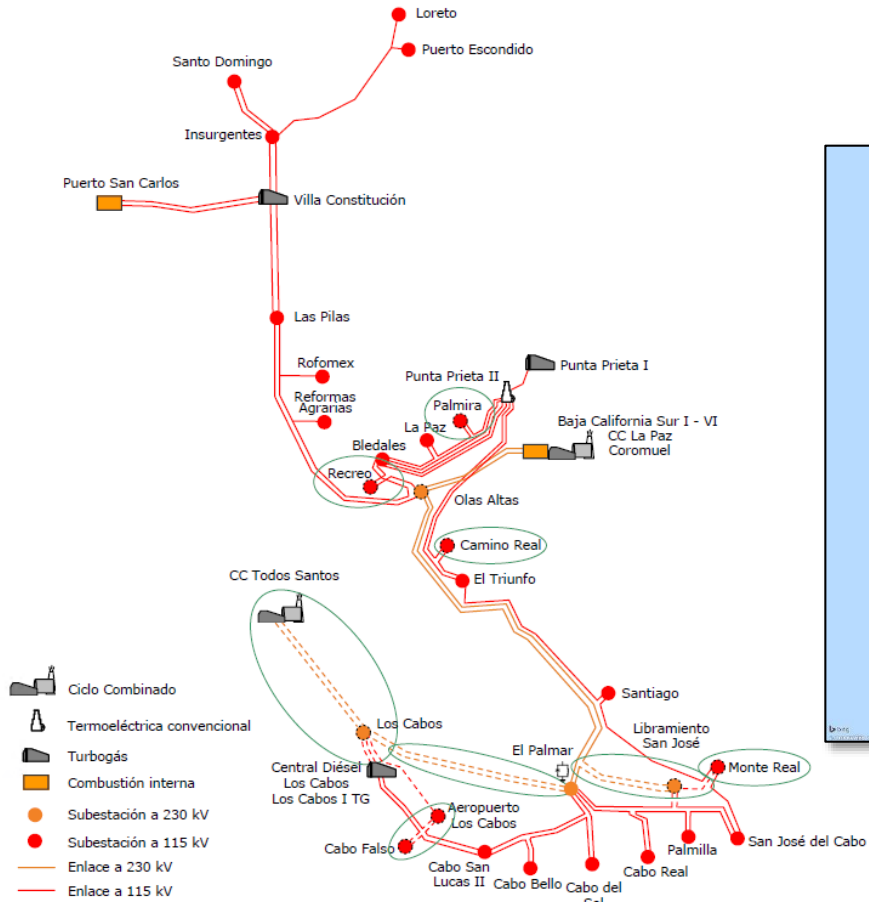 Loreto
Puerto Escondido
Santo Domingo
Insurgentes
Puerto San Carlos
Villa Constitución
Las Pilas
Rofomex
Reformas
Agrarias
Punta Prieta II
Punta Prieta I
Palmira
La Paz
Baja California Sur I - VI
CC La Paz
Coromuel
Bledales
Recreo
Olas Altas
Camino Real
El Triunfo
CC Todos Santos
Santiago
Los Cabos
Libramiento
San José
El Palmar
Monte Real
Central Diésel
Los Cabos
Los Cabos I TG
Aeropuerto
Los Cabos
Cabo Falso
Cabo San
Lucas II
Cabo Bello
Cabo del
Sol
Cabo Real
Palmilla
San José del Cabo
Ciclo Combinado
Termoeléctrica convencional
Turbogás
Combustión interna
Subestación a 230 kV
Subestación a 115 kV
Enlace a 230 kV
Enlace a 115 kV